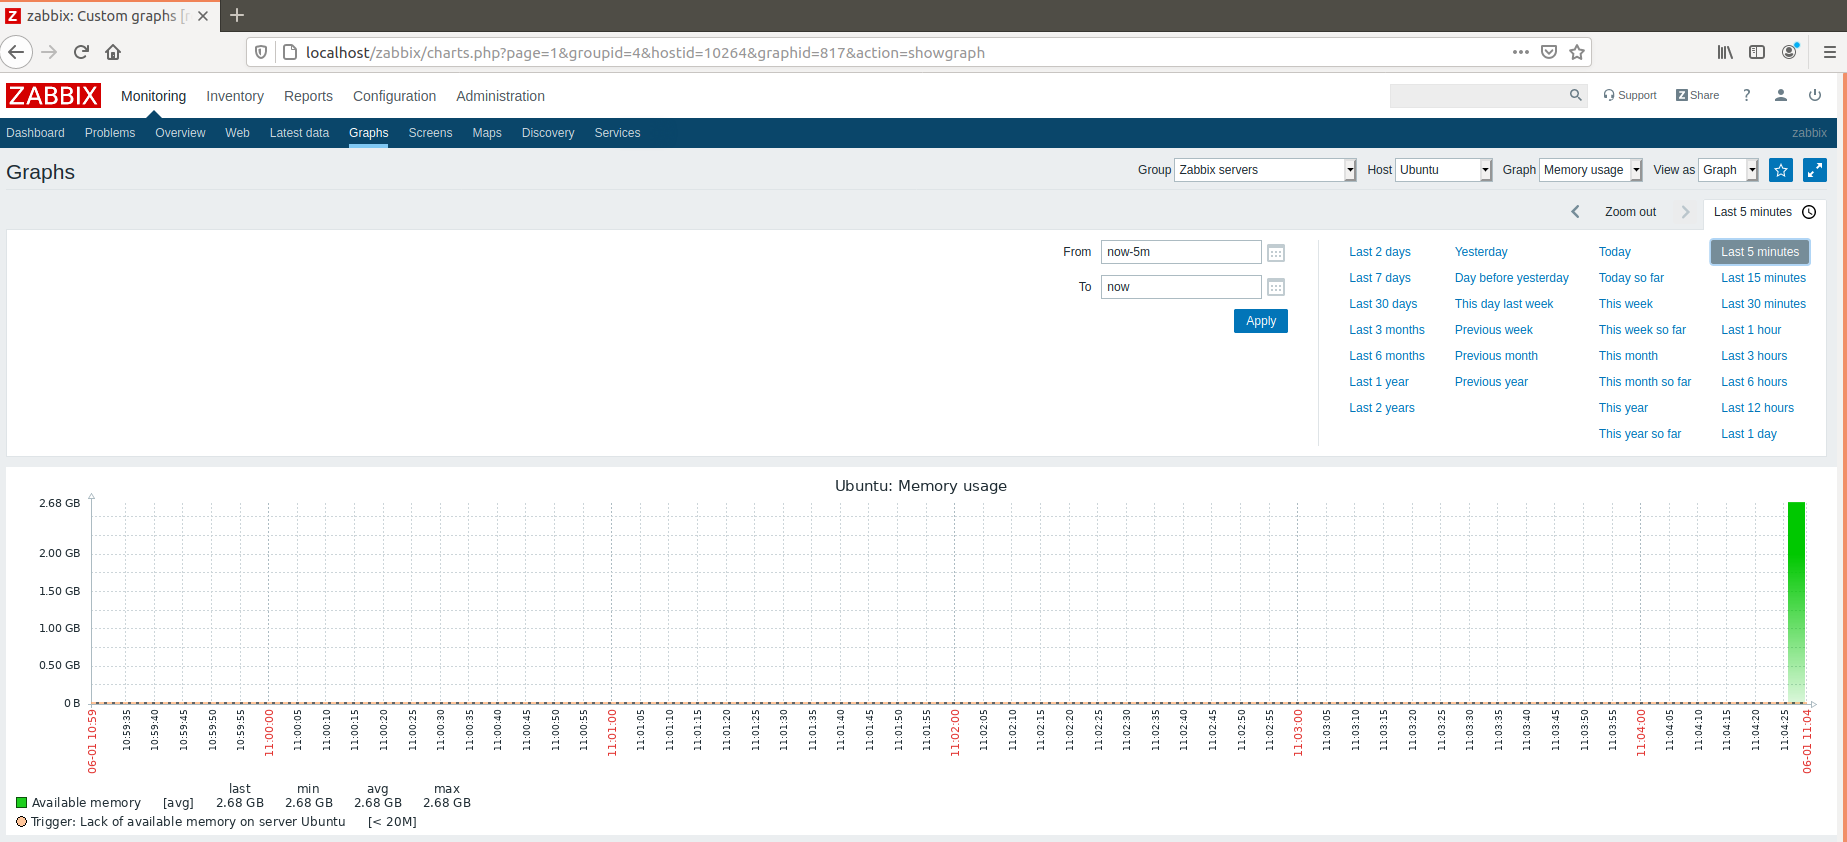 zabbix: Custom graphs [r
localhost/zabbix/charts.php?page=1&groupid=4&hostid=10264&graphid=817&action=showgraph
ZABBIX Monitoring Inventory Reports Configuration Administration Z Support Z Share ?
Dashboard Problems Overview Web Latest data Graphs Screens Maps Discovery Services zabbix
Graphs Group Zabbix servers Host Ubuntu Graph Memory usage View as Graph
Zoom out Last 5 minutes
From now-5m Last 2 days Yesterday Today Last 5 minutes
Last 7 days Day before yesterday Today so far Last 15 minutes
To now
Last 30 days This day last week This week Last 30 minutes
Apply Last 3 months Previous week This week so far Last 1 hour
Last 6 months Previous month This month Last 3 hours
Last 1 year Previous year This month so far Last 6 hours
Last 2 years This year Last 12 hours
This year so far Last 1 day
Ubuntu: Memory usage
2.68 GB
2.00 GB
1.50 GB
1.00 GB
0.50 GB
0 B
06-01 10:59 10:59:35 10:59:40 10:59:45 10:59:50 10:59:55 11:00:00 11:00:05 11:00:10 11:00:15 11:00:20 11:00:25 11:00:30 11:00:35 11:00:40 11:00:45 11:00:50 11:00:55 11:01:00 11:01:05 11:01:10 11:01:15 11:01:20 11:01:25 11:01:30 11:01:35 11:01:40 11:01:45 11:01:50 11:01:55 11:02:00 11:02:05 11:02:10 11:02:15 11:02:20 11:02:25 11:02:30 11:02:35 11:02:40 11:02:45 11:02:50 11:02:55 11:03:00 11:03:05 11:03:10 11:03:15 11:03:20 11:03:25 11:03:30 11:03:35 11:03:40 11:03:45 11:03:50 11:03:55 11:04:00 11:04:05 11:04:10 11:04:15 11:04:20 11:04:25 06-01 11:04
last min avg max
Available memory [avg] 2.68 GB 2.68 GB 2.68 GB 2.68 GB
Trigger: Lack of available memory on server Ubuntu [< 20M]